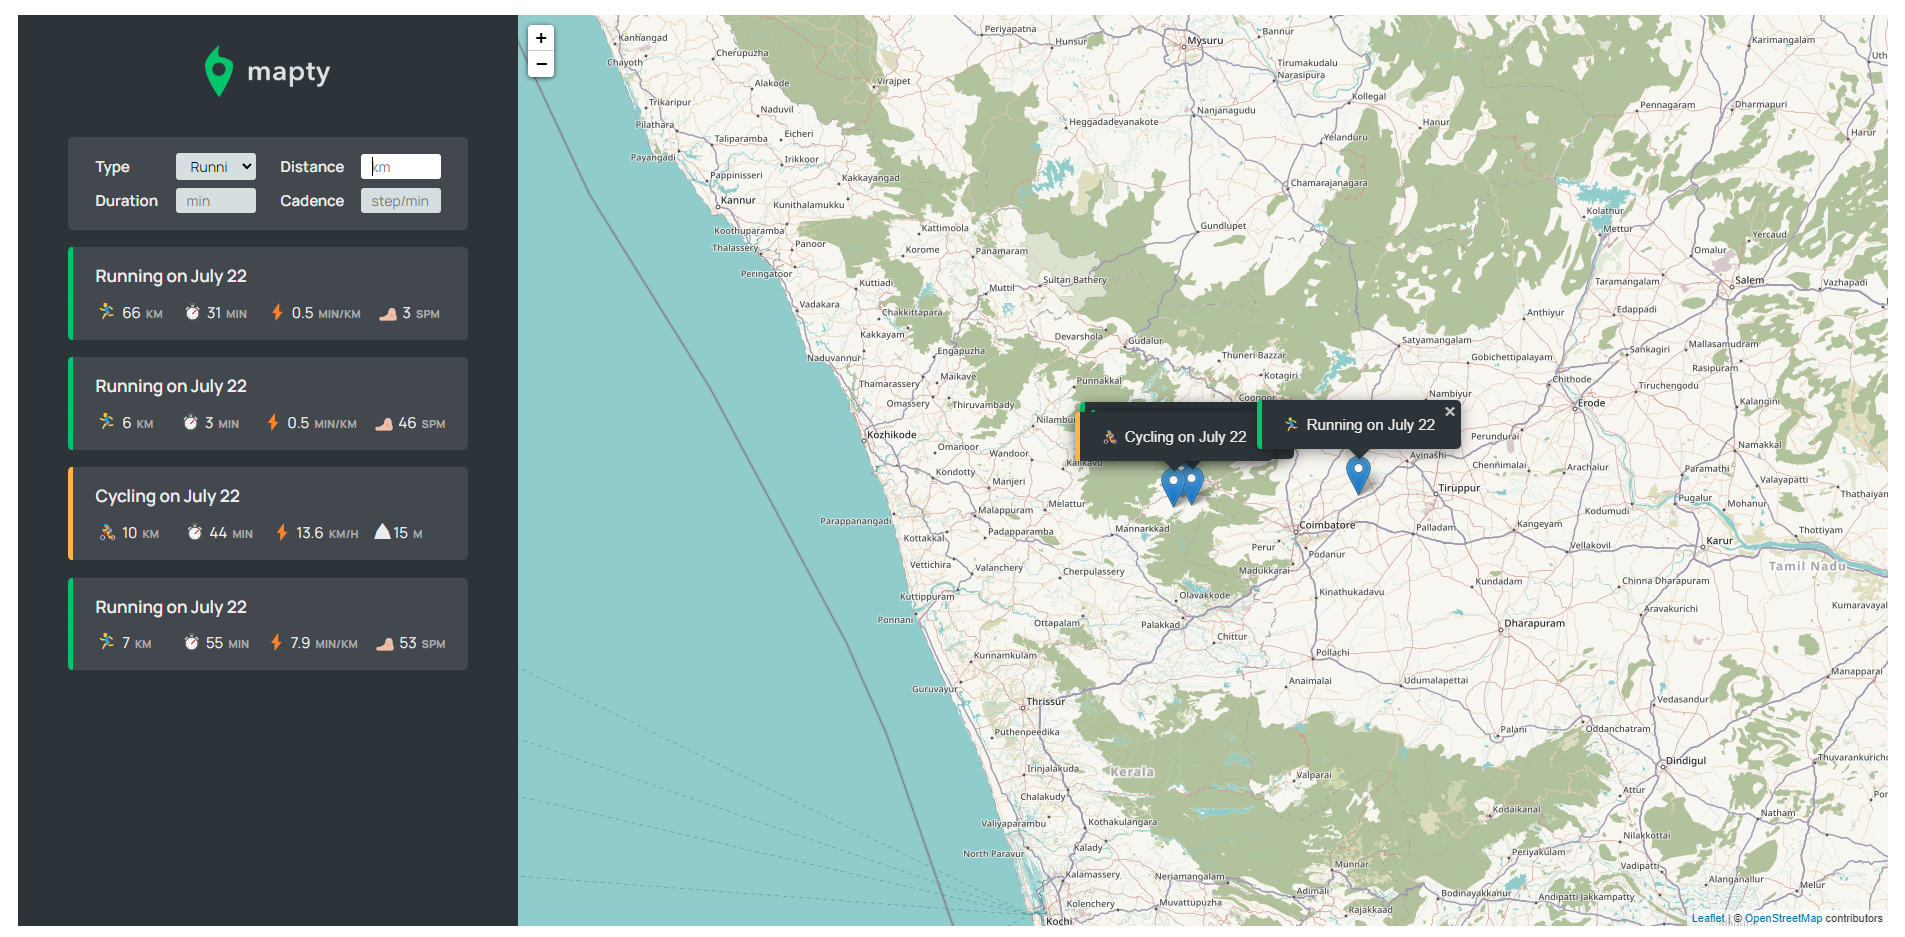 mapty
Type Runni Distance km
Duration min Cadence step/min
Running on July 22
66 KM 31 MIN 0.5 MIN/KM 3 SPM
Running on July 22
6 KM 3 MIN 0.5 MIN/KM 46 SPM
Cycling on July 22
10 KM 44 MIN 13.6 KM/H 15 M
Running on July 22
7 KM 55 MIN 7.9 MIN/KM 53 SPM
+
−
Periyapatna
Bannur
Kanhangad
Hunsur
Mysuru
Karimangalam
Cherupuzha
Chayoth
Tirumakudalu
Narasipura
Uth
Alakode
Virajpet
Kollegal
Trikaripur
Naduvil
Nanjanagudu
Pennagaram
Dharmapuri
Pilathara
Eicheri
Heggadadevanakote
Hanur
Harur
Taliparamba
Yelanduru
Payangadi
Irikkoor
Pappinisseri
Kakkayangad
Chamarajanagara
Kannur
Kunithalamukku
Kolathur
Koothuparamba
Kattimoola
Gundlupet
Mettur
Yercaud
Thalassery
Panoor
Korome
Panamaram
Omalur
Peringatoor
Sultan Bathery
Salem
Kuttiadi
Muttil
Taramangalam
Vazhapadi
Vadakara
Chakkittapara
Anthiyur
Edappadi
Kakkayam
Devarshola
Gudalur
Satyamangalam
Naduvannur
Engapuzha
Thuneri Bazzar
Gobichettipalayam
Sankagiri
Mallasamudram
Thamarassery
Maikave
Punnakkal
Kotagiri
Rasipuram
Omassery
Thiruvambady
Coonoor
Nambiyur
Chithode
Tiruchengodu
Nilambur
Erode
Kalangini
Kozhikode
Cycling on July 22
Running on July 22
×
Perundurai
Omanoor
Wandoor
Kalikavu
Avinashi
Namakkal
Kondotty
Manjeri
Chennimalai
Arachalur
Paramathi
Melattur
Tiruppur
Valayapatti
Malappuram
Kodumudi
Pugalur
Mohanur
Thathaiyan
Parappanangadi
Mannarkkad
Coimbatore
Palladam
Kangeyam
Thottiyam
Kottakkal
Padapparamba
Perur
Podanur
Vellakovil
Karur
Vettichira
Valanchery
Cherpulassery
Madukkarai
Kundadam
Chinna Dharapuram
Tamil Nadu
Kuttippuram
Olavakkode
Kinathukadavu
Aravakurichi
Kumaravayal
Ponnani
Ottapalam
Palakkad
Chittur
Dharapuram
Kunnamkulam
Pollachi
Manapparai
Guruvayur
Anaimalai
Udumalapettai
Vedasandur
Thrissur
Puthenpeedika
Palani
Oddanchatram
Irinjalakuda
Kerala
Valparai
Dindigul
Thuvarankurichi
Chalakudy
Attur
Por
Valiyaparambu
Kothakulangara
Kodaikanal
Natham
Kalady
Nilakkottai
North Paravur
Munnar
Periyakulam
Vadipatti
Kalamassery
Neriamangalam
Adimali
Bodinayakkanur
Andipatti Jakkampatty
Alanganallur
Melur
Kolenchery
Muvattupuzha
Rajakkaad
Kochi
Leaflet | © OpenStreetMap contributors